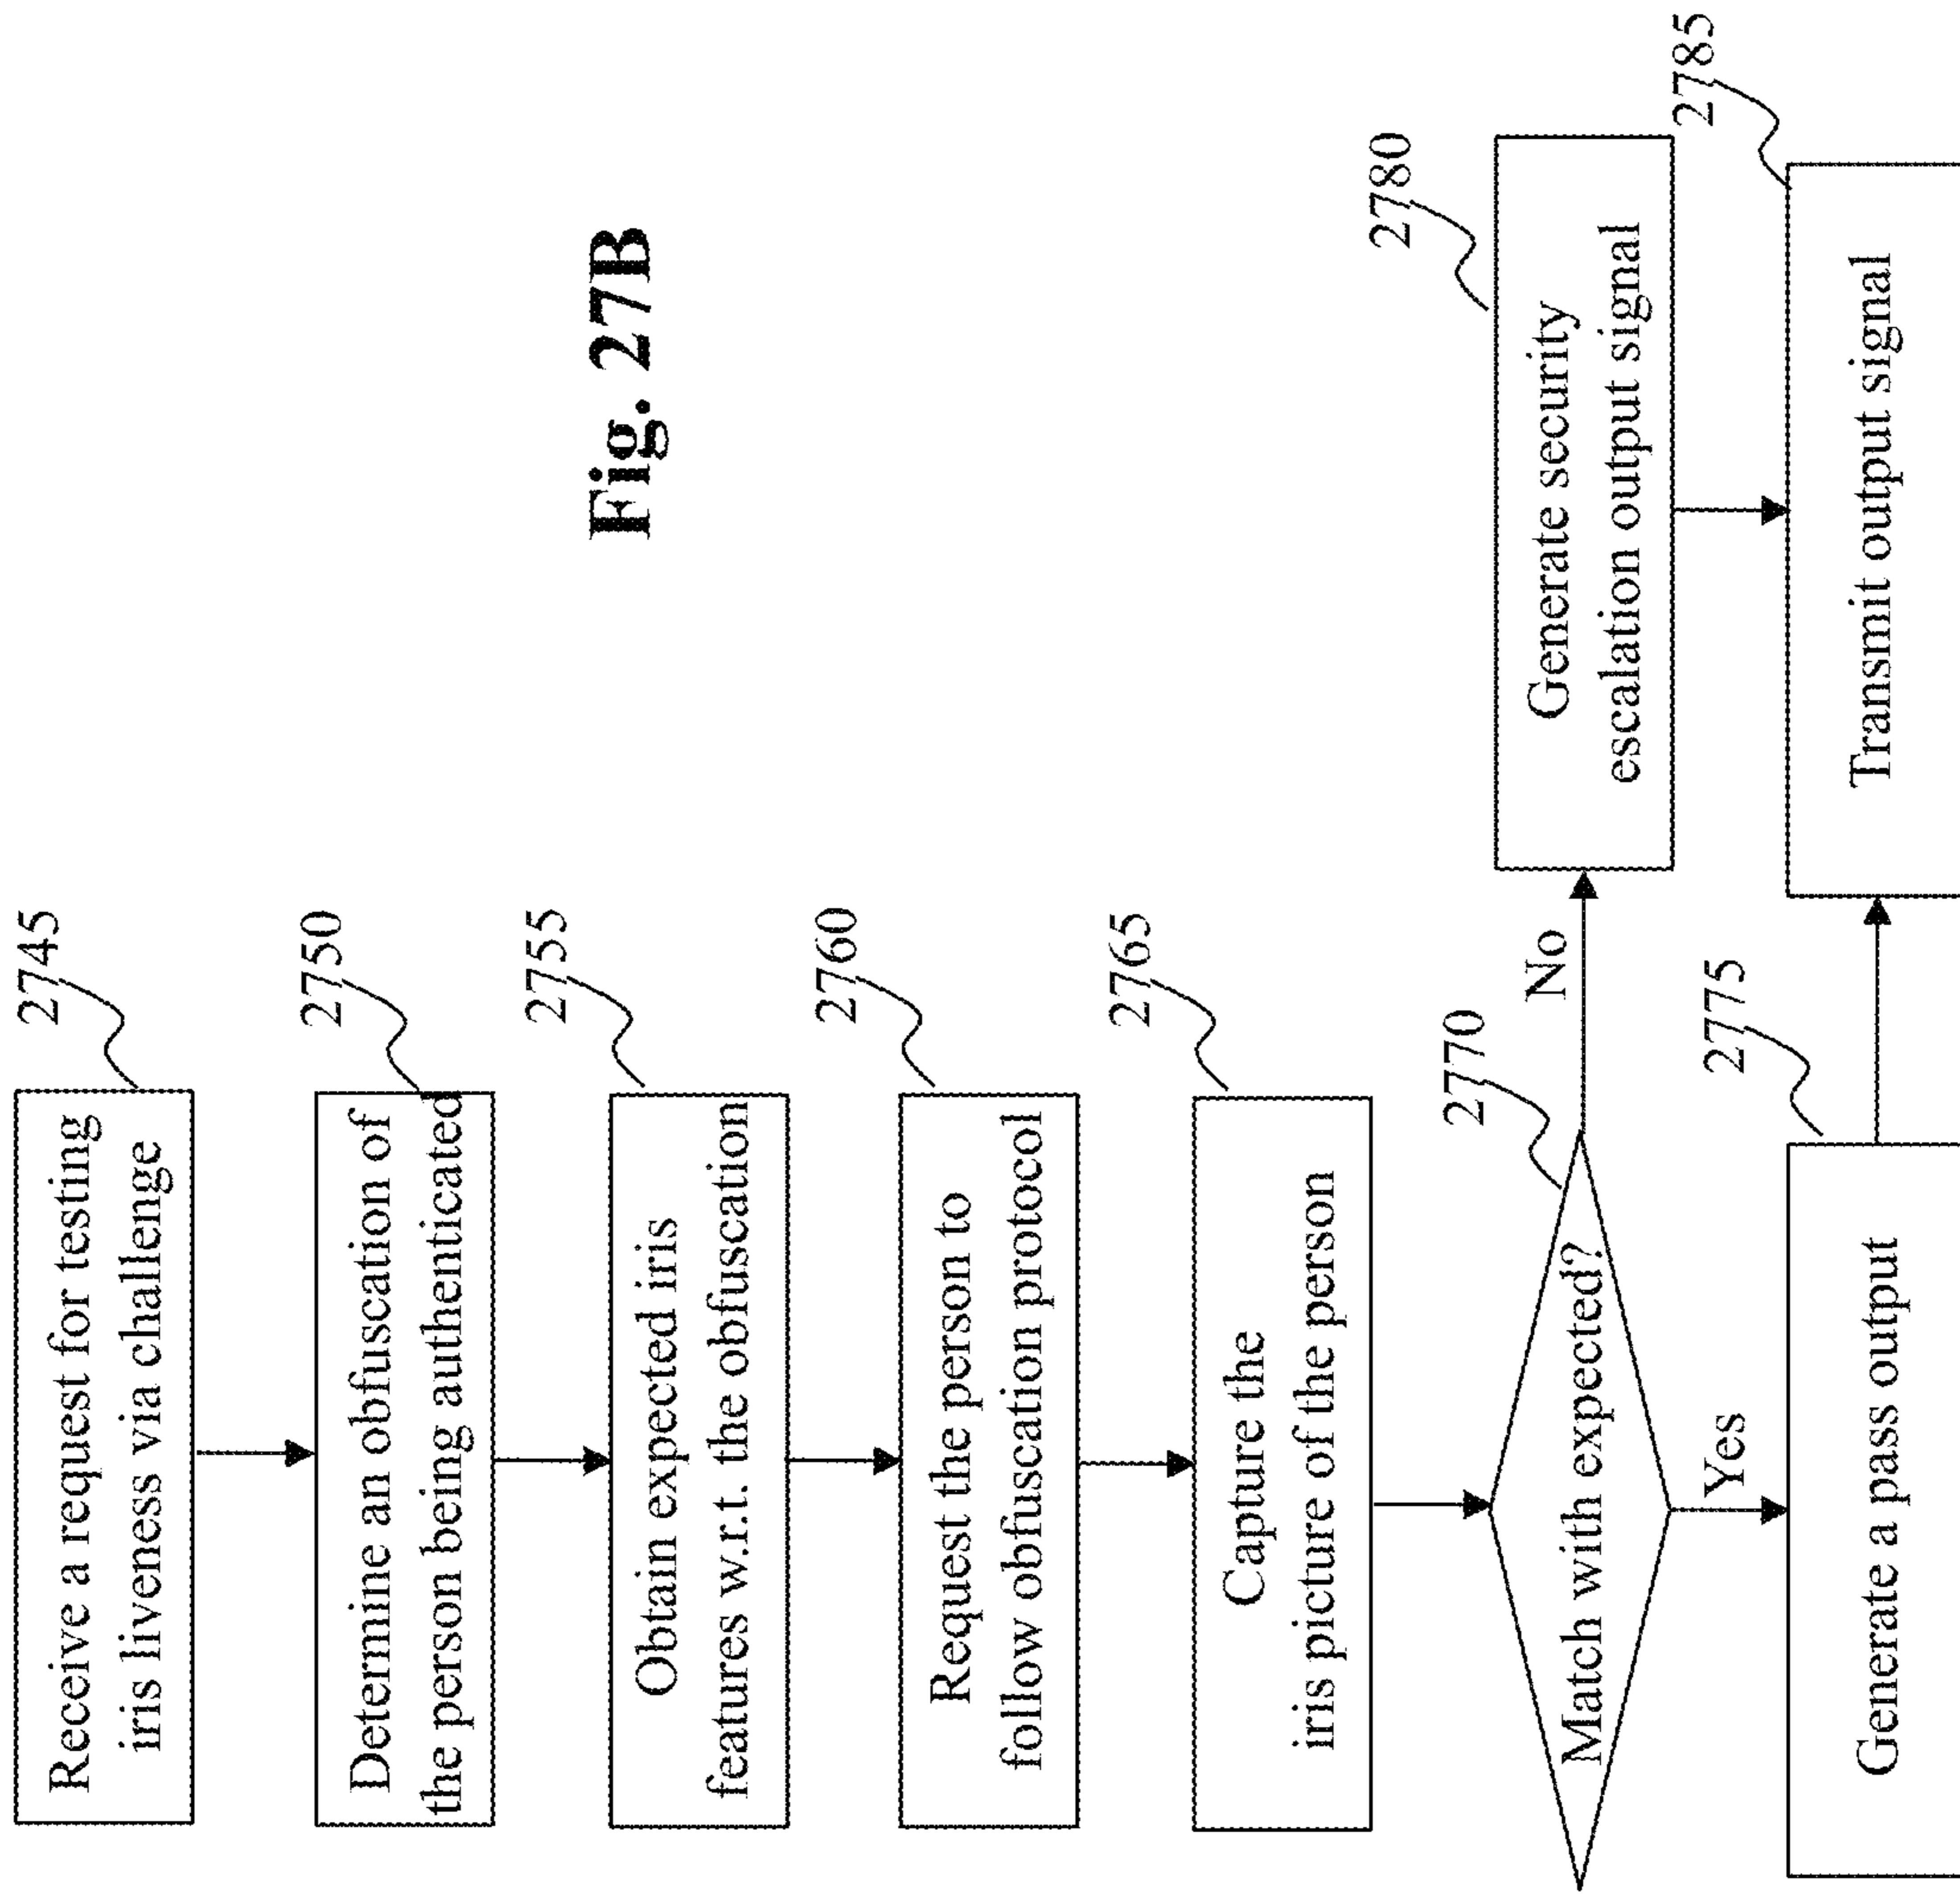 2745
Receive a request for testing
iris liveness via challenge
2750
Determine an obfuscation of
the person being authenticated
2755
Obtain expected iris
features w.r.t. the obfuscation
2760
Request the person to
follow obfuscation protocol
2765
Capture the
iris picture of the person
2770
Match with expected?
No
Yes
2780
Generate security
escalation output signal
2775
Generate a pass output
2785
Transmit output signal
Fig. 27B